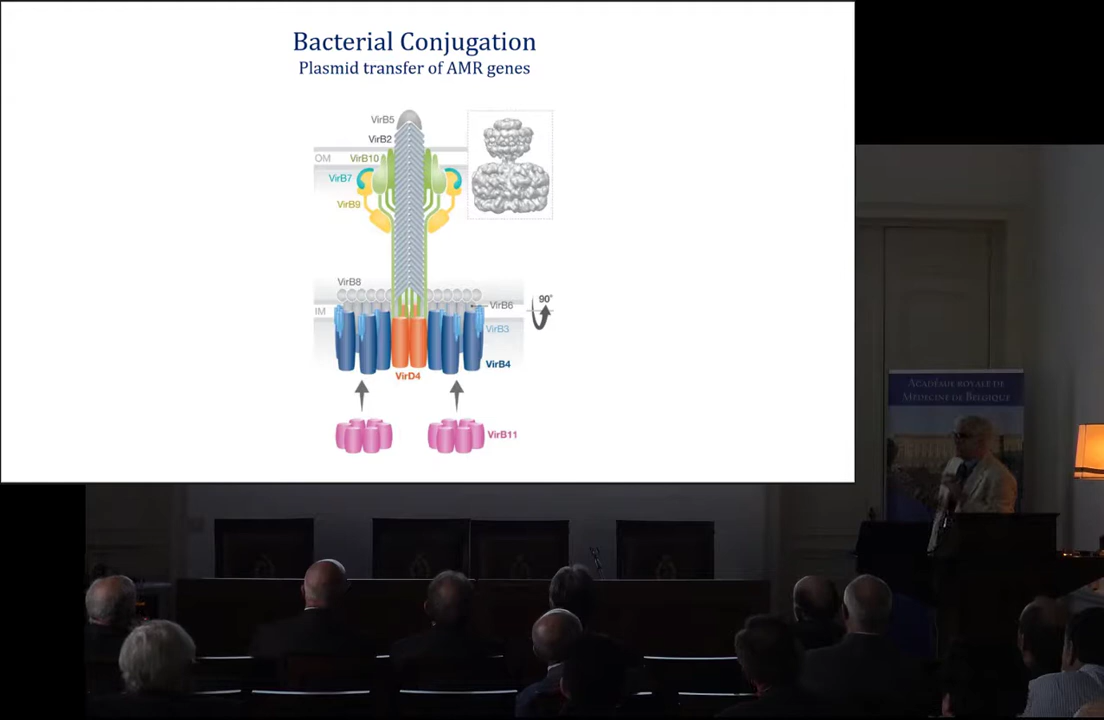 Bacterial Conjugation
Plasmid transfer of AMR genes
VirB5
VirB2
OM
VirB10
VirB7
VirB9
VirB8
IM
VirB6
90°
VirB3
VirB4
VirD4
VirB11
Académie royale de
Médecine de Belgique